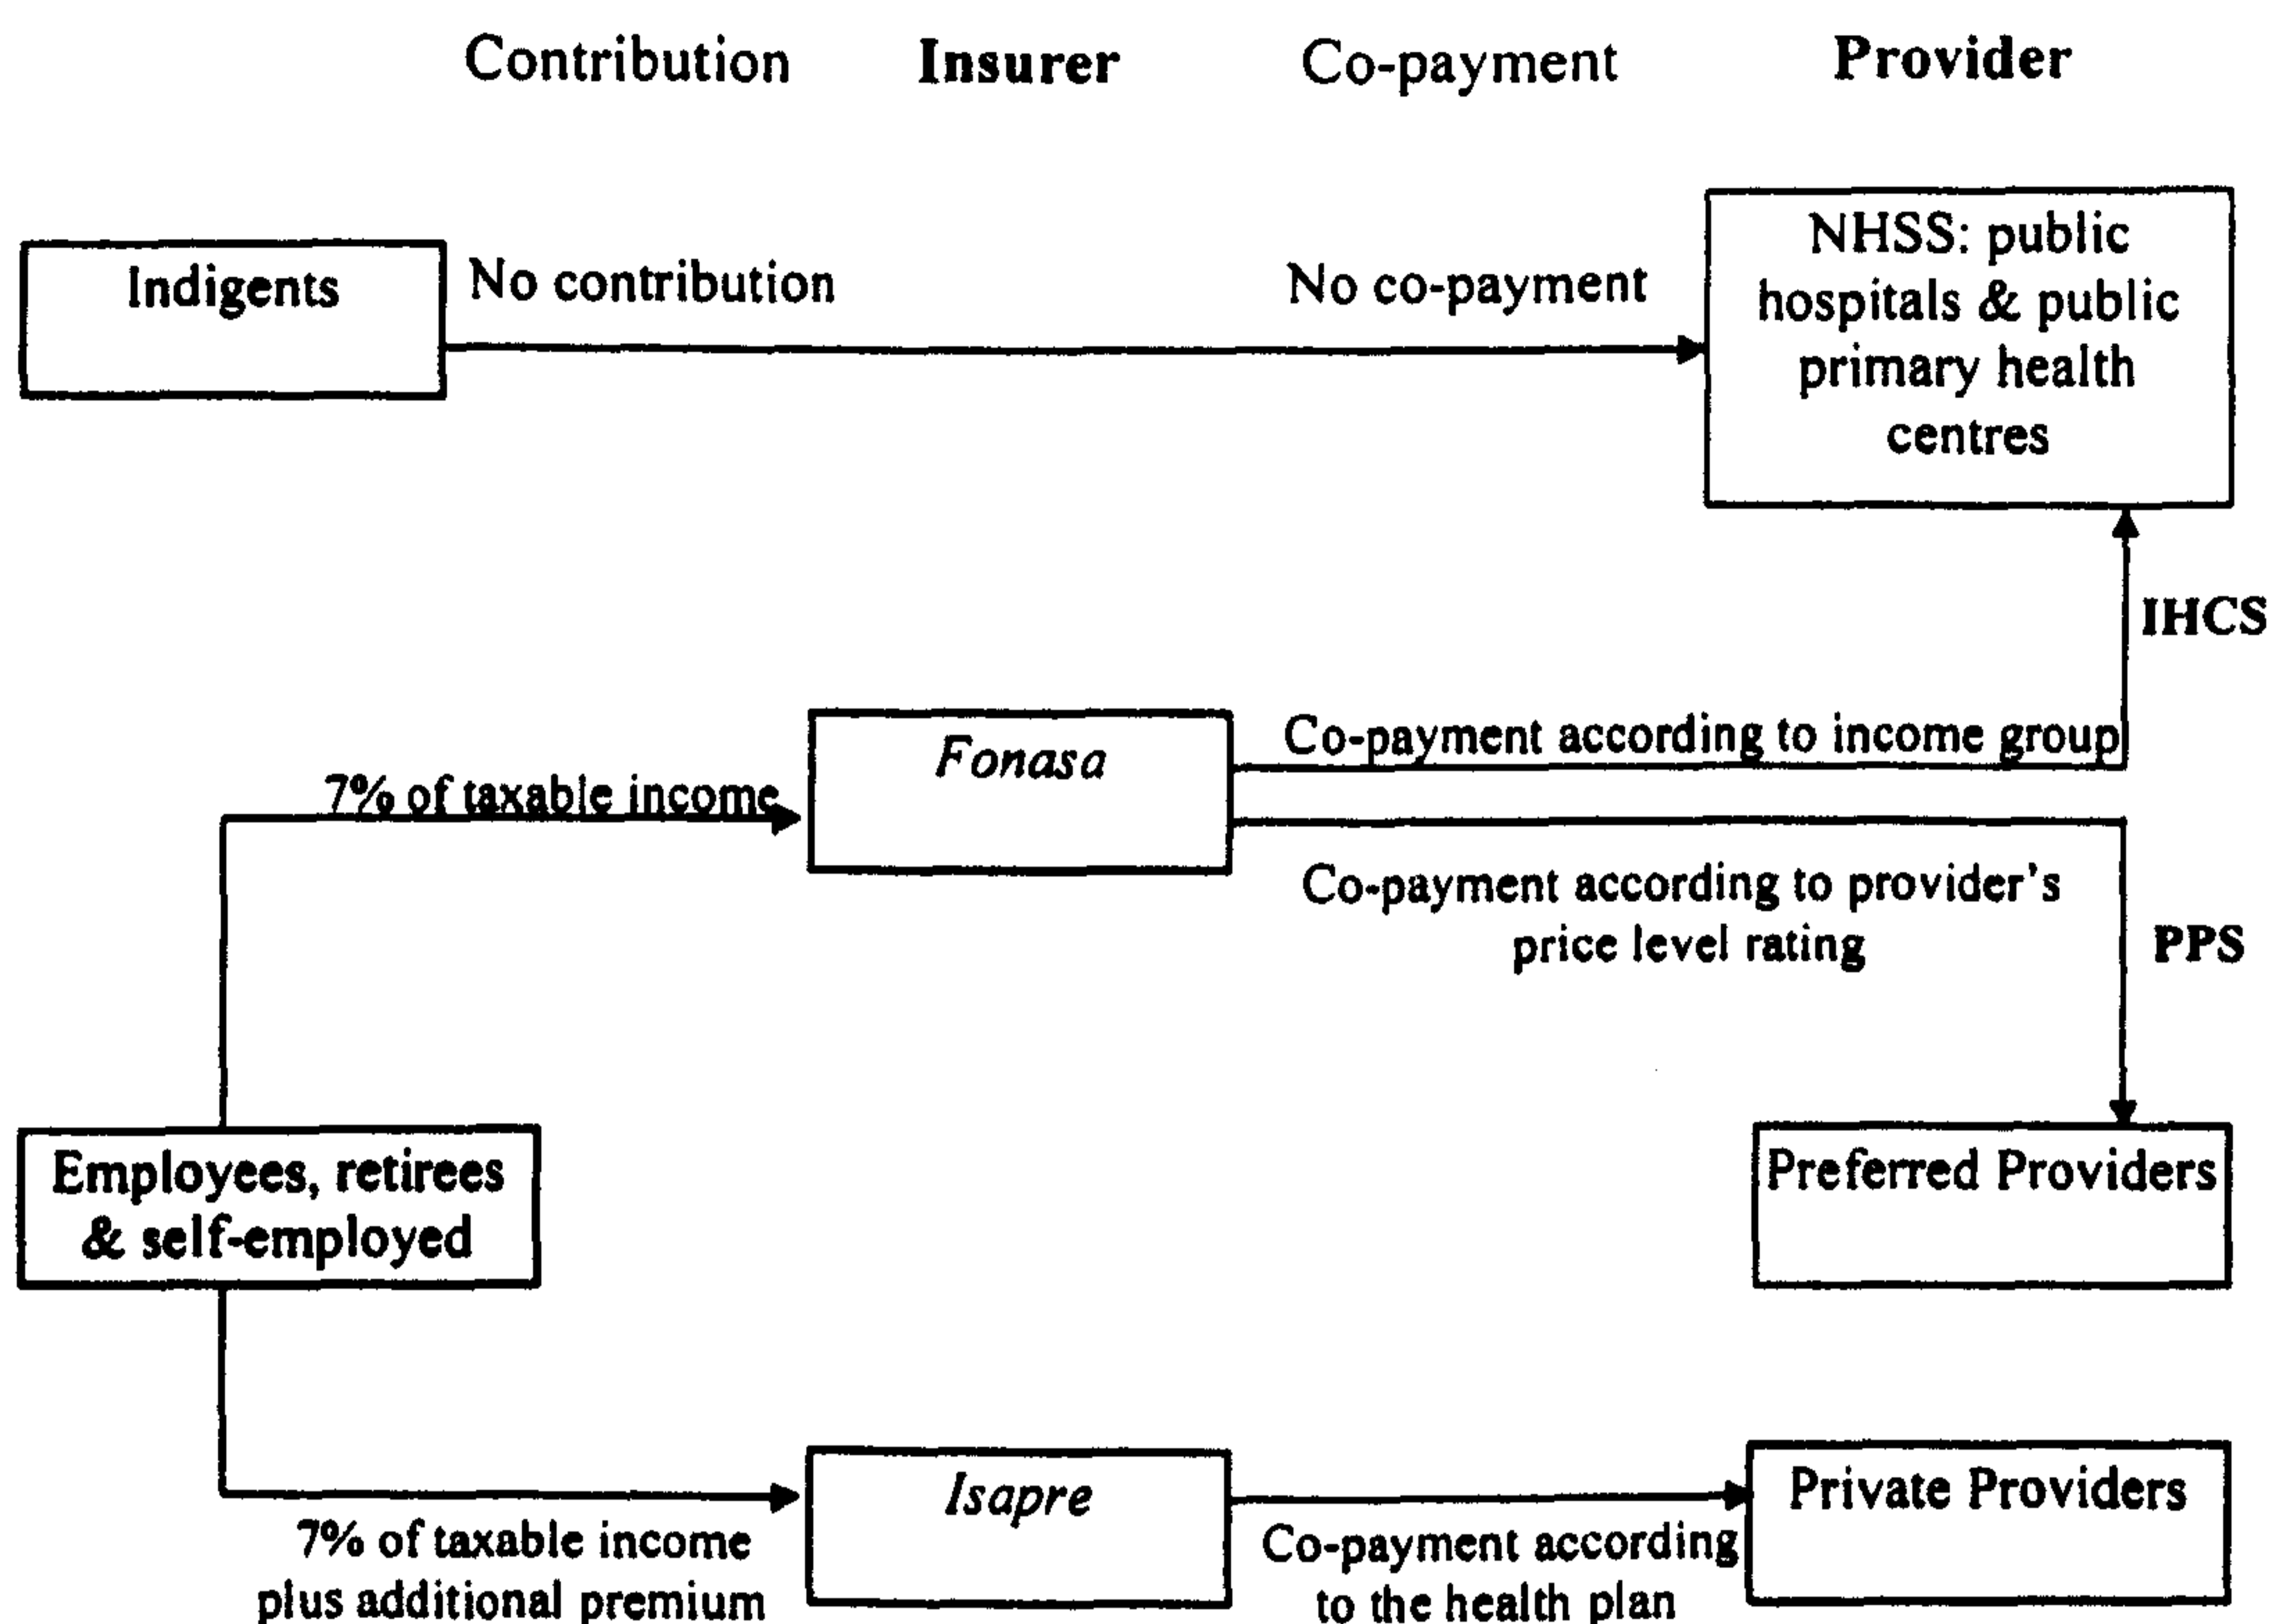 Contribution Insurer Co-payment Provider
Indigents
No contribution
No co-payment
NHSS: public
hospitals & public
primary health
centres
IHCS
7% of taxable income
Fonasa
Co-payment according to income group
Co-payment according to provider's
price level rating
PPS
Employees, retirees
& self-employed
Preferred Providers
7% of taxable income
plus additional premium
Isapre
Co-payment according
to the health plan
Private Providers